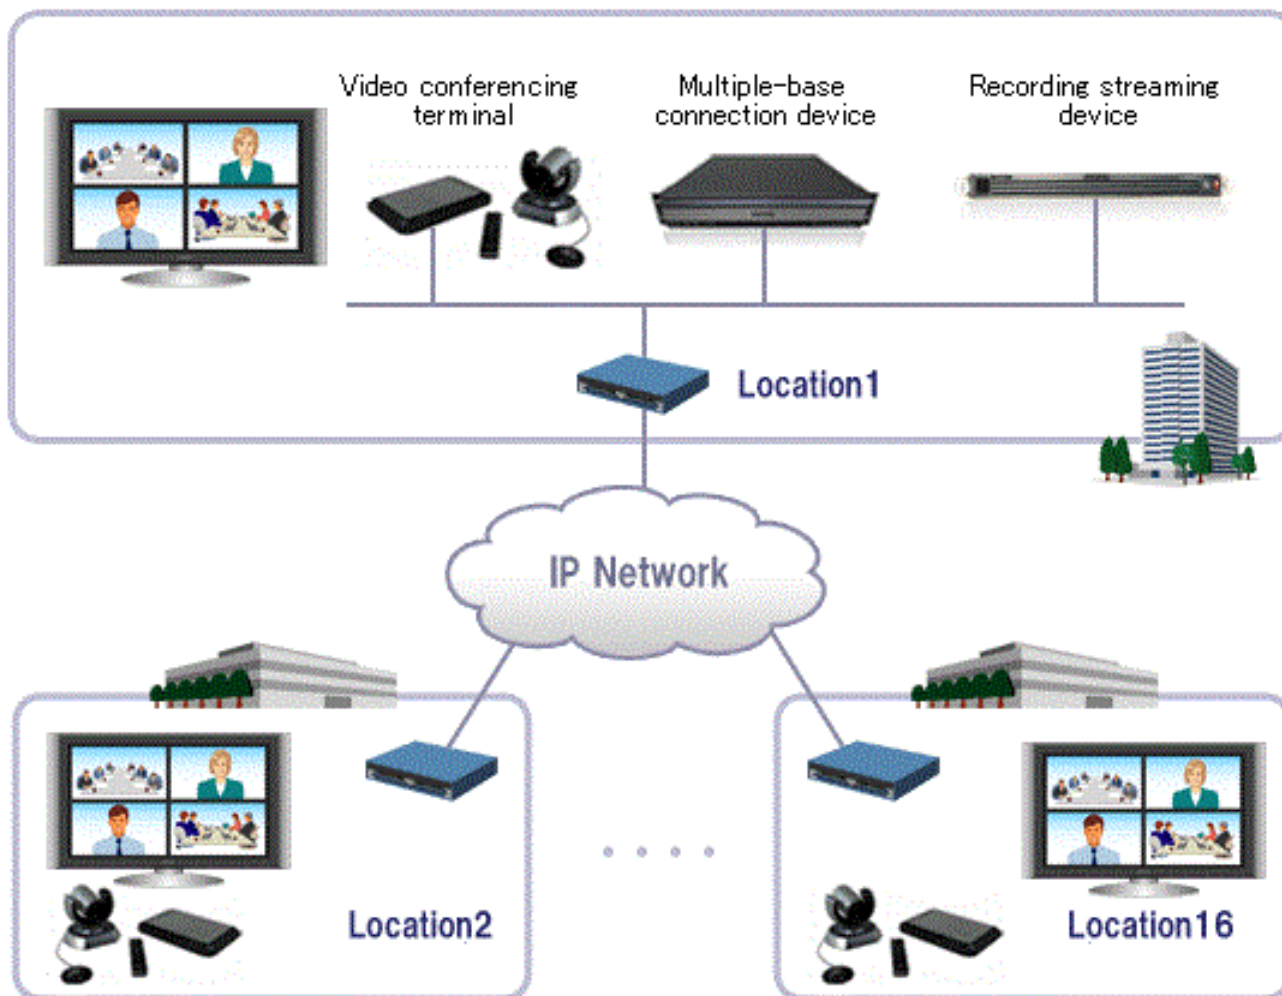 Video conferencing
terminal
Multiple-base
connection device
Recording streaming
device
Location1
IP Network
Location2
Location16